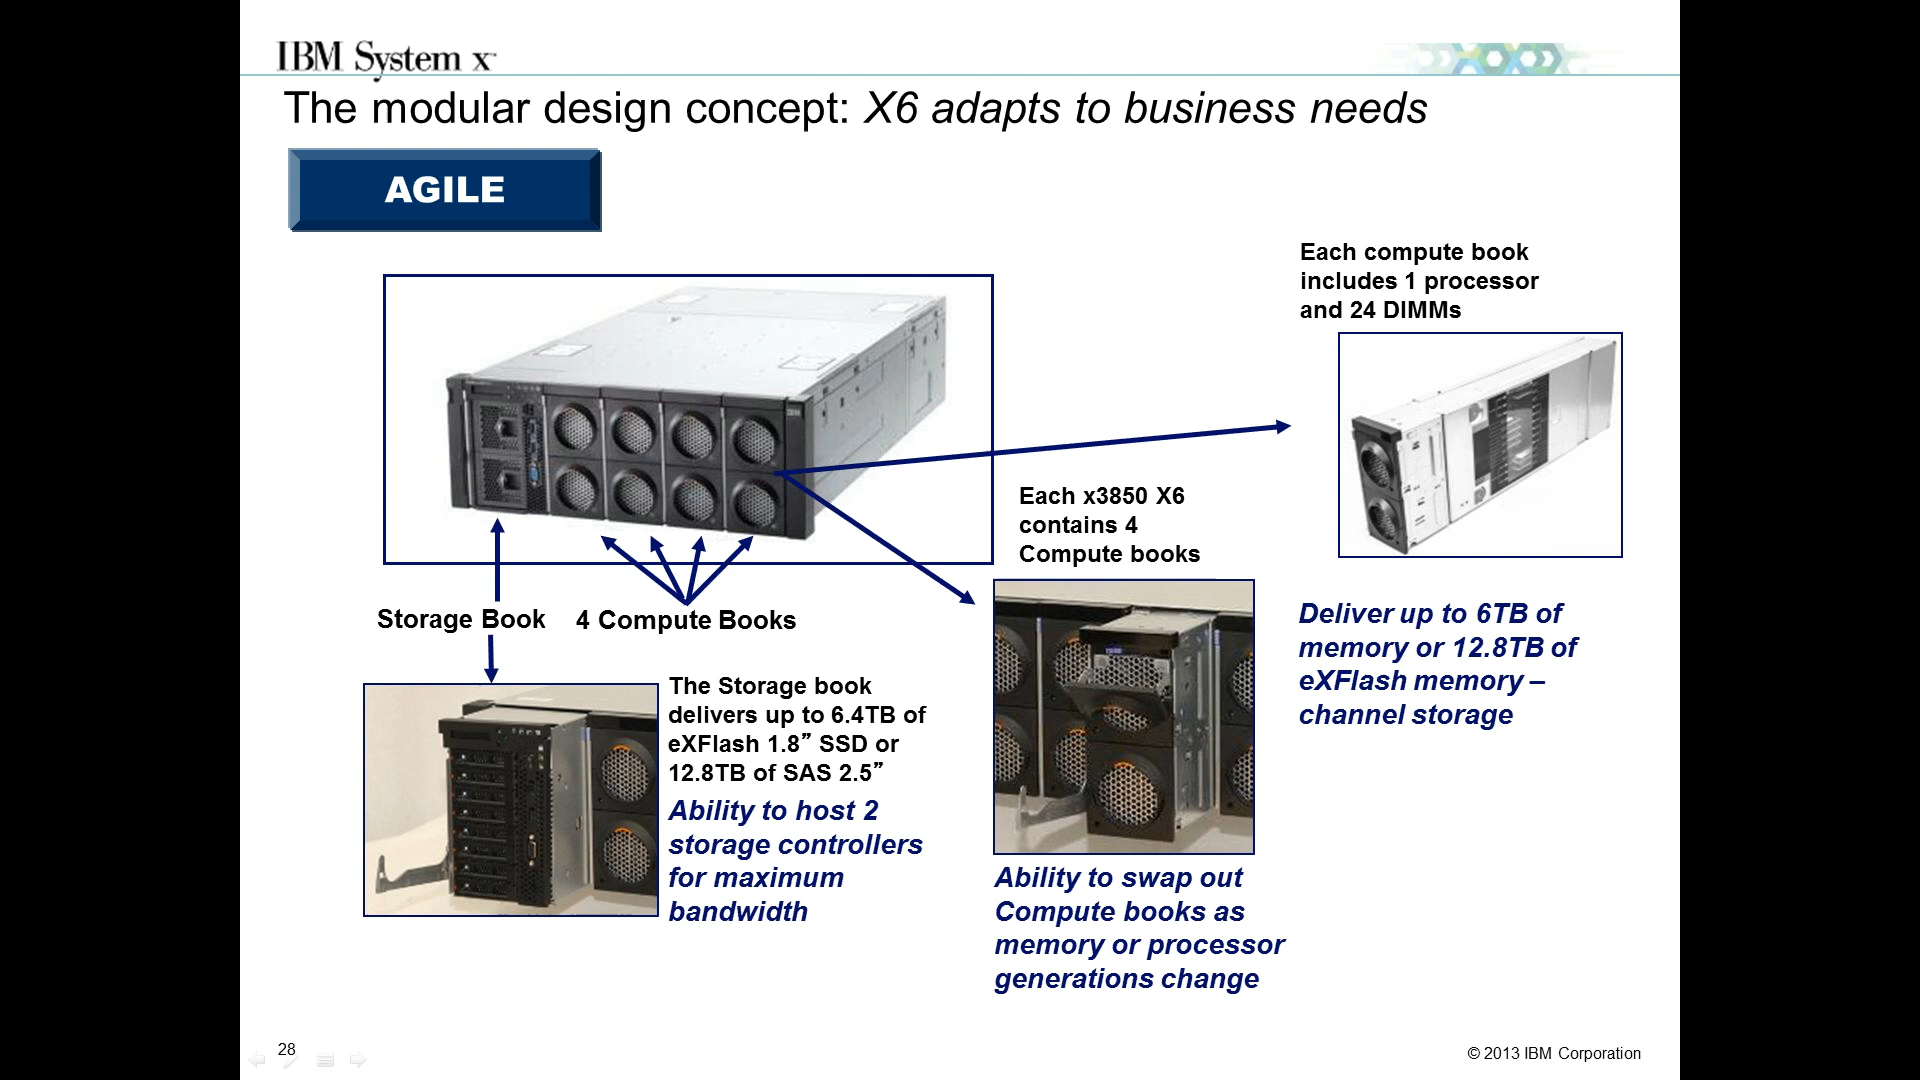 IBM System x™
The modular design concept: X6 adapts to business needs
AGILE
Each compute book
includes 1 processor
and 24 DIMMs
Each x3850 X6
contains 4
Compute books
Storage Book
4 Compute Books
The Storage book
delivers up to 6.4TB of
eXFlash 1.8” SSD or
12.8TB of SAS 2.5”
Ability to host 2
storage controllers
for maximum
bandwidth
Deliver up to 6TB of
memory or 12.8TB of
eXFlash memory –
channel storage
Ability to swap out
Compute books as
memory or processor
generations change
28
© 2013 IBM Corporation